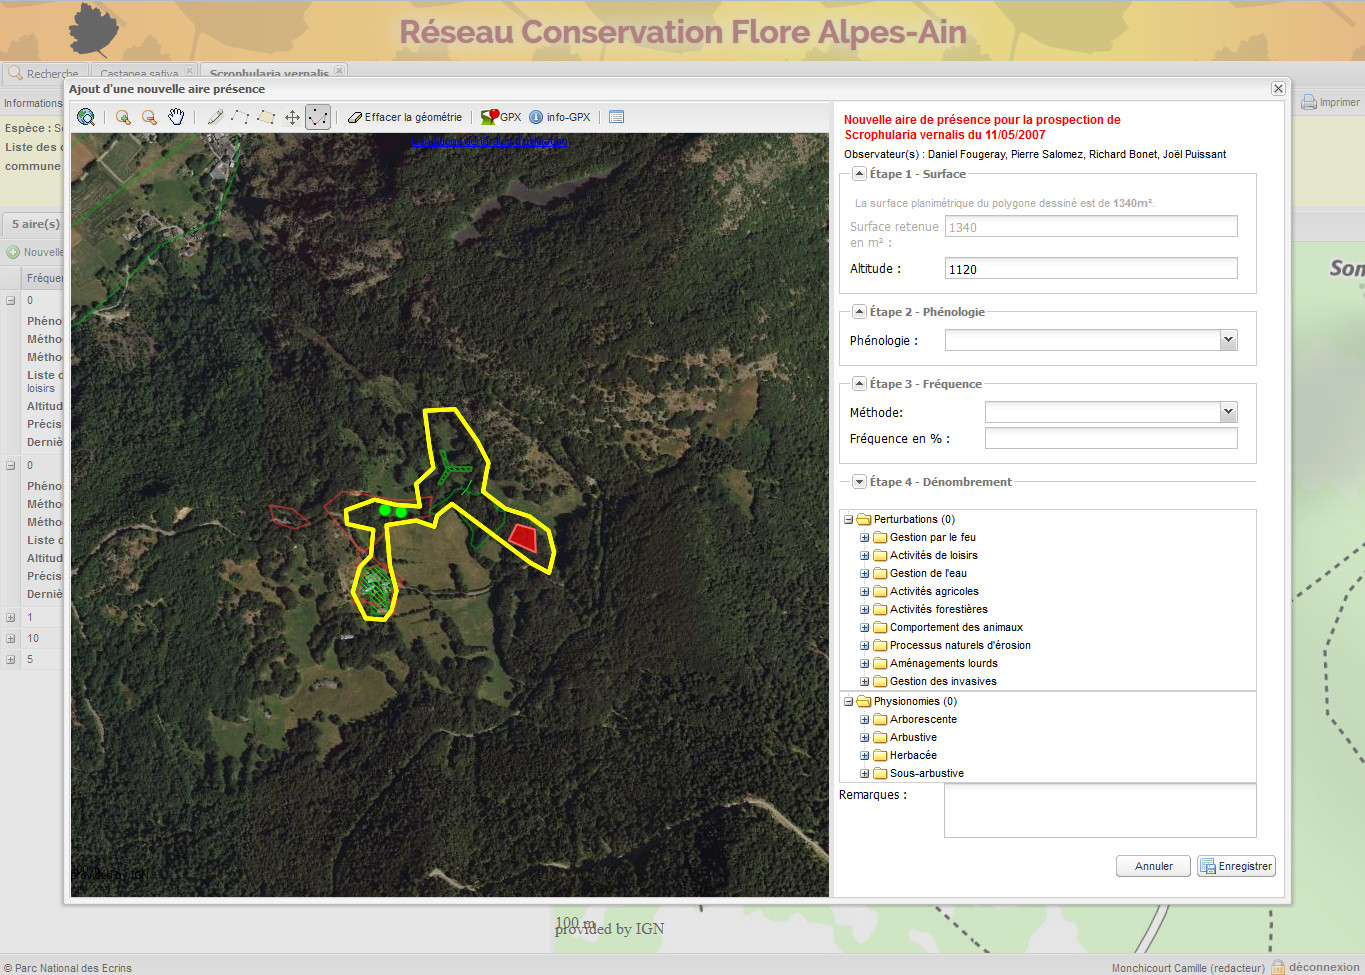 Réseau Conservation Flore Alpes-Ain
Recherche
Castanea sativa
Scrophularia vernalis
Informations
Imprimer
Espèce :
Liste des
commune
5 aire(s)
Nouvelle
Fréquen
0
Phéno
Métho
Métho
Liste d
loisirs
Altitud
Précis
Derniè
0
Phéno
Métho
Métho
Liste d
Altitud
Précis
Derniè
1
10
5
Ajout d'une nouvelle aire présence
Effacer la géométrie
GPX
info-GPX
provided by IGN
Nouvelle aire de présence pour la prospection de
Scrophularia vernalis du 11/05/2007
Observateur(s) : Daniel Fougeray, Pierre Salomez, Richard Bonet, Joël Puissant
Étape 1 - Surface
La surface planimétrique du polygone dessiné est de 1340m².
Surface retenue
en m² :
1340
Altitude :
1120
Étape 2 - Phénologie
Phénologie :
Étape 3 - Fréquence
Méthode:
Fréquence en % :
Étape 4 - Dénombrement
Perturbations (0)
Gestion par le feu
Activités de loisirs
Gestion de l'eau
Activités agricoles
Activités forestières
Comportement des animaux
Processus naturels d'érosion
Aménagements lourds
Gestion des invasives
Physionomies (0)
Arborescente
Arbustive
Herbacée
Sous-arbustive
Remarques :
Annuler
Enregistrer
Som
100 m
provided by IGN
© Parc National des Ecrins
Monchicourt Camille (redacteur)
déconnexion